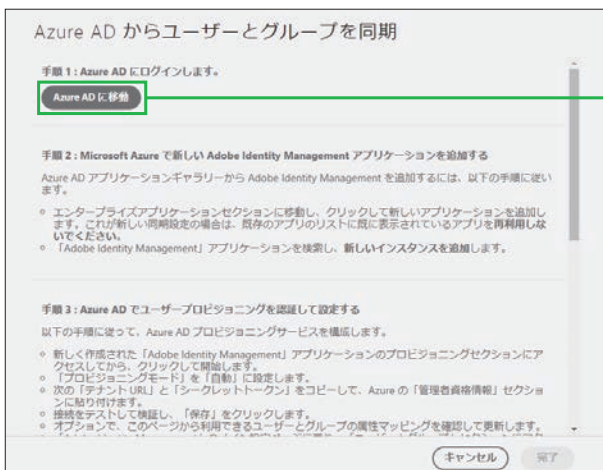 Azure AD からユーザーとグループを同期
手順 1 : Azure AD にログインします。
Azure AD に移動
手順 2 : Microsoft Azure で新しい Adobe Identity Management アプリケーションを追加する
Azure AD アプリケーションギャラリーから Adobe Identity Management を追加するには、以下の手順に従い
ます。
エンタープライズアプリケーションセクションに移動し、クリックして新しいアプリケーションを追加し
ます。これが新しい同期設定の場合は、既存のアプリのリストに既に表示されているアプリを再利用しな
いでください。
「Adobe Identity Management」アプリケーションを検索し、新しいインスタンスを追加します。
手順 3 : Azure AD でユーザープロビジョニングを認証して設定する
以下の手順に従って、Azure AD プロビジョニングサービスを構成します。
新しく作成された「Adobe Identity Management」アプリケーションのプロビジョニングセクションにア
クセスしてから、クリックして開始します。
「プロビジョニングモード」を「自動」に設定します。
次の「テナント URL」と「シークレットトークン」をコピーして、Azure の「管理者資格情報」セクショ
ンに貼り付けます。
接続をテストして検証し、「保存」をクリックします。
オプションで、このページから利用できるユーザーとグループの属性マッピングを確認して更新します。
キャンセル
完了